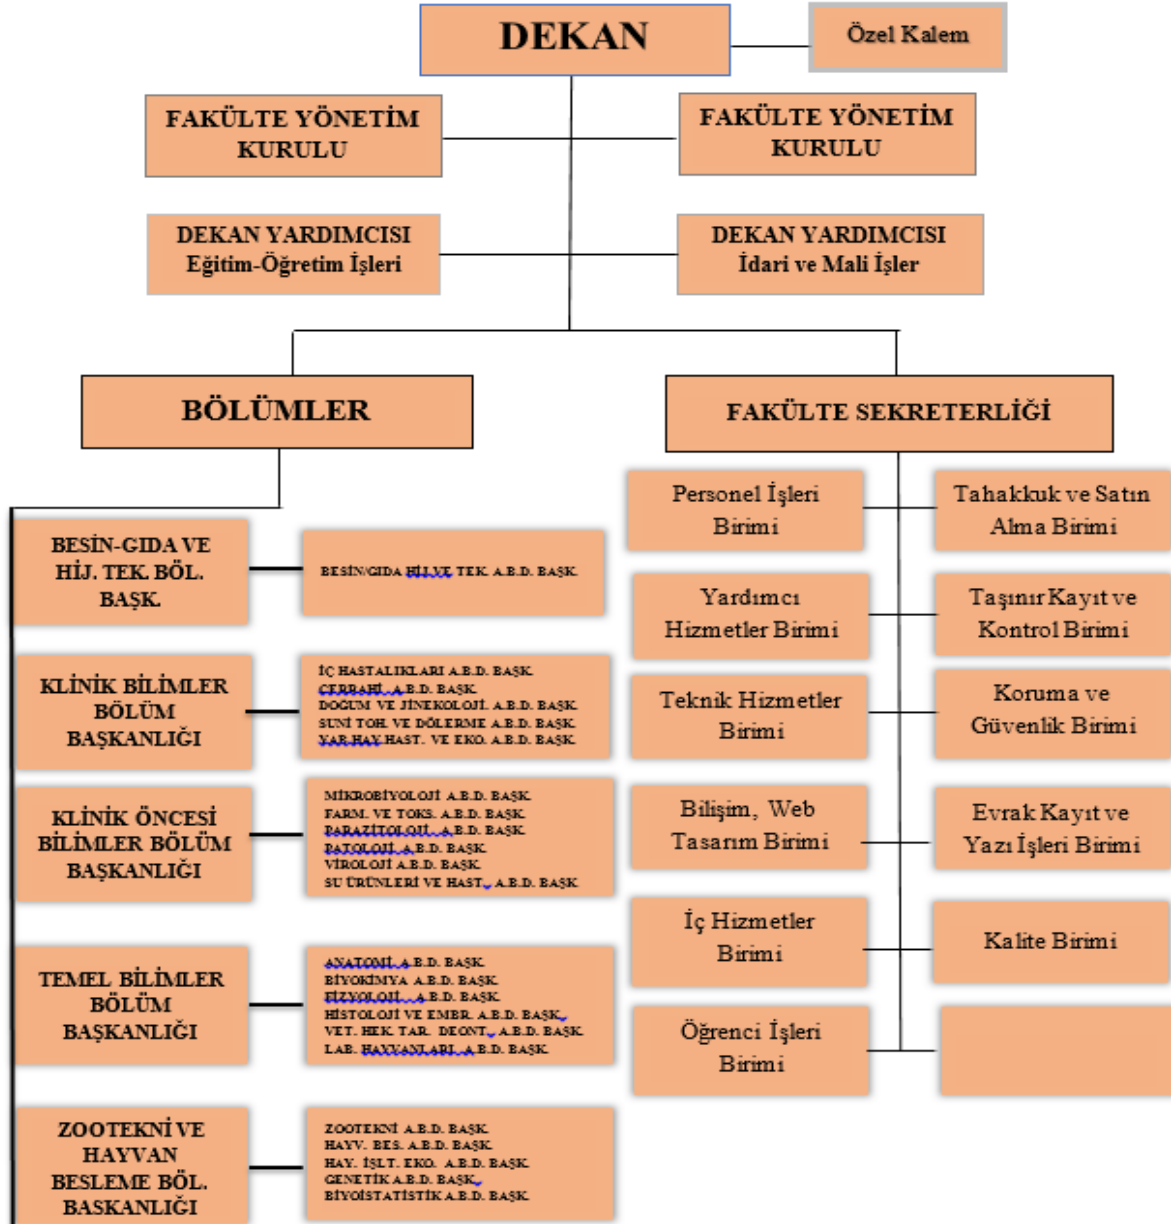 DEKAN
Özel Kalem
FAKÜLTE YÖNETİM
KURULU
FAKÜLTE YÖNETİM
KURULU
DEKAN YARDIMCISI
Eğitim-Öğretim İşleri
DEKAN YARDIMCISI
İdari ve Mali İşler
BÖLÜMLER
FAKÜLTE SEKRETERLİĞİ
BESİN-GIDA VE
HİJ. TEK. BÖL.
BAŞK.
BESİN/GIDA HİJ.VE TEK. A.B.D. BAŞK.
KLİNİK BİLİMLER
BÖLÜM
BAŞKANLIĞI
İÇ HASTALIKLARI A.B.D. BAŞK.
CERRAHİ A.B.D. BAŞK.
DOĞUM VE JİNEKOLOJİ. A.B.D. BAŞK.
SUNİ TOH. VE DÖLERME A.B.D. BAŞK.
YAB.HAY.HAST. VE EKO. A.B.D. BAŞK.
KLİNİK ÖNCESİ
BİLİMLER BÖLÜM
BAŞKANLIĞI
MİKROBİYOLOJİ A.B.D. BAŞK.
FARM. VE TOKS. A.B.D. BAŞK.
PARAZİTOLOJİ A.B.D. BAŞK.
PATOLOJİ A.B.D. BAŞK.
VİROLOJİ A.B.D. BAŞK.
SU ÜRÜNLERİ VE HAST. A.B.D. BAŞK.
TEMEL BİLİMLER
BÖLÜM
BAŞKANLIĞI
ANATOMİ A.B.D. BAŞK.
BİYOKİMYA A.B.D. BAŞK.
FİZYOLOJİ A.B.D. BAŞK.
HİSTOLOJİ VE EMBR. A.B.D. BAŞK.
VET. HEK. TAR. DEONT. A.B.D. BAŞK.
LAB. HAYVANLARI A.B.D. BAŞK.
ZOOTEKNİ VE
HAYVAN
BESLEME BÖL.
BASKANLIĞI
ZOOTEKNİ A.B.D. BAŞK.
HAYV. BES. A.B.D. BAŞK.
HAY. İŞLT. EKO. A.B.D. BAŞK.
GENETİK A.B.D. BAŞK.
BİYOİSTATİSTİK A.B.D. BAŞK.
Personel İşleri
Birimi
Tahakkuk ve Satın
Alma Birimi
Yardımcı
Hizmetler Birimi
Taşınır Kayıt ve
Kontrol Birimi
Teknik Hizmetler
Birimi
Koruma ve
Güvenlik Birimi
Bilişim, Web
Tasarım Birimi
Evrak Kayıt ve
Yazı İşleri Birimi
İç Hizmetler
Birimi
Kalite Birimi
Öğrenci İşleri
Birimi